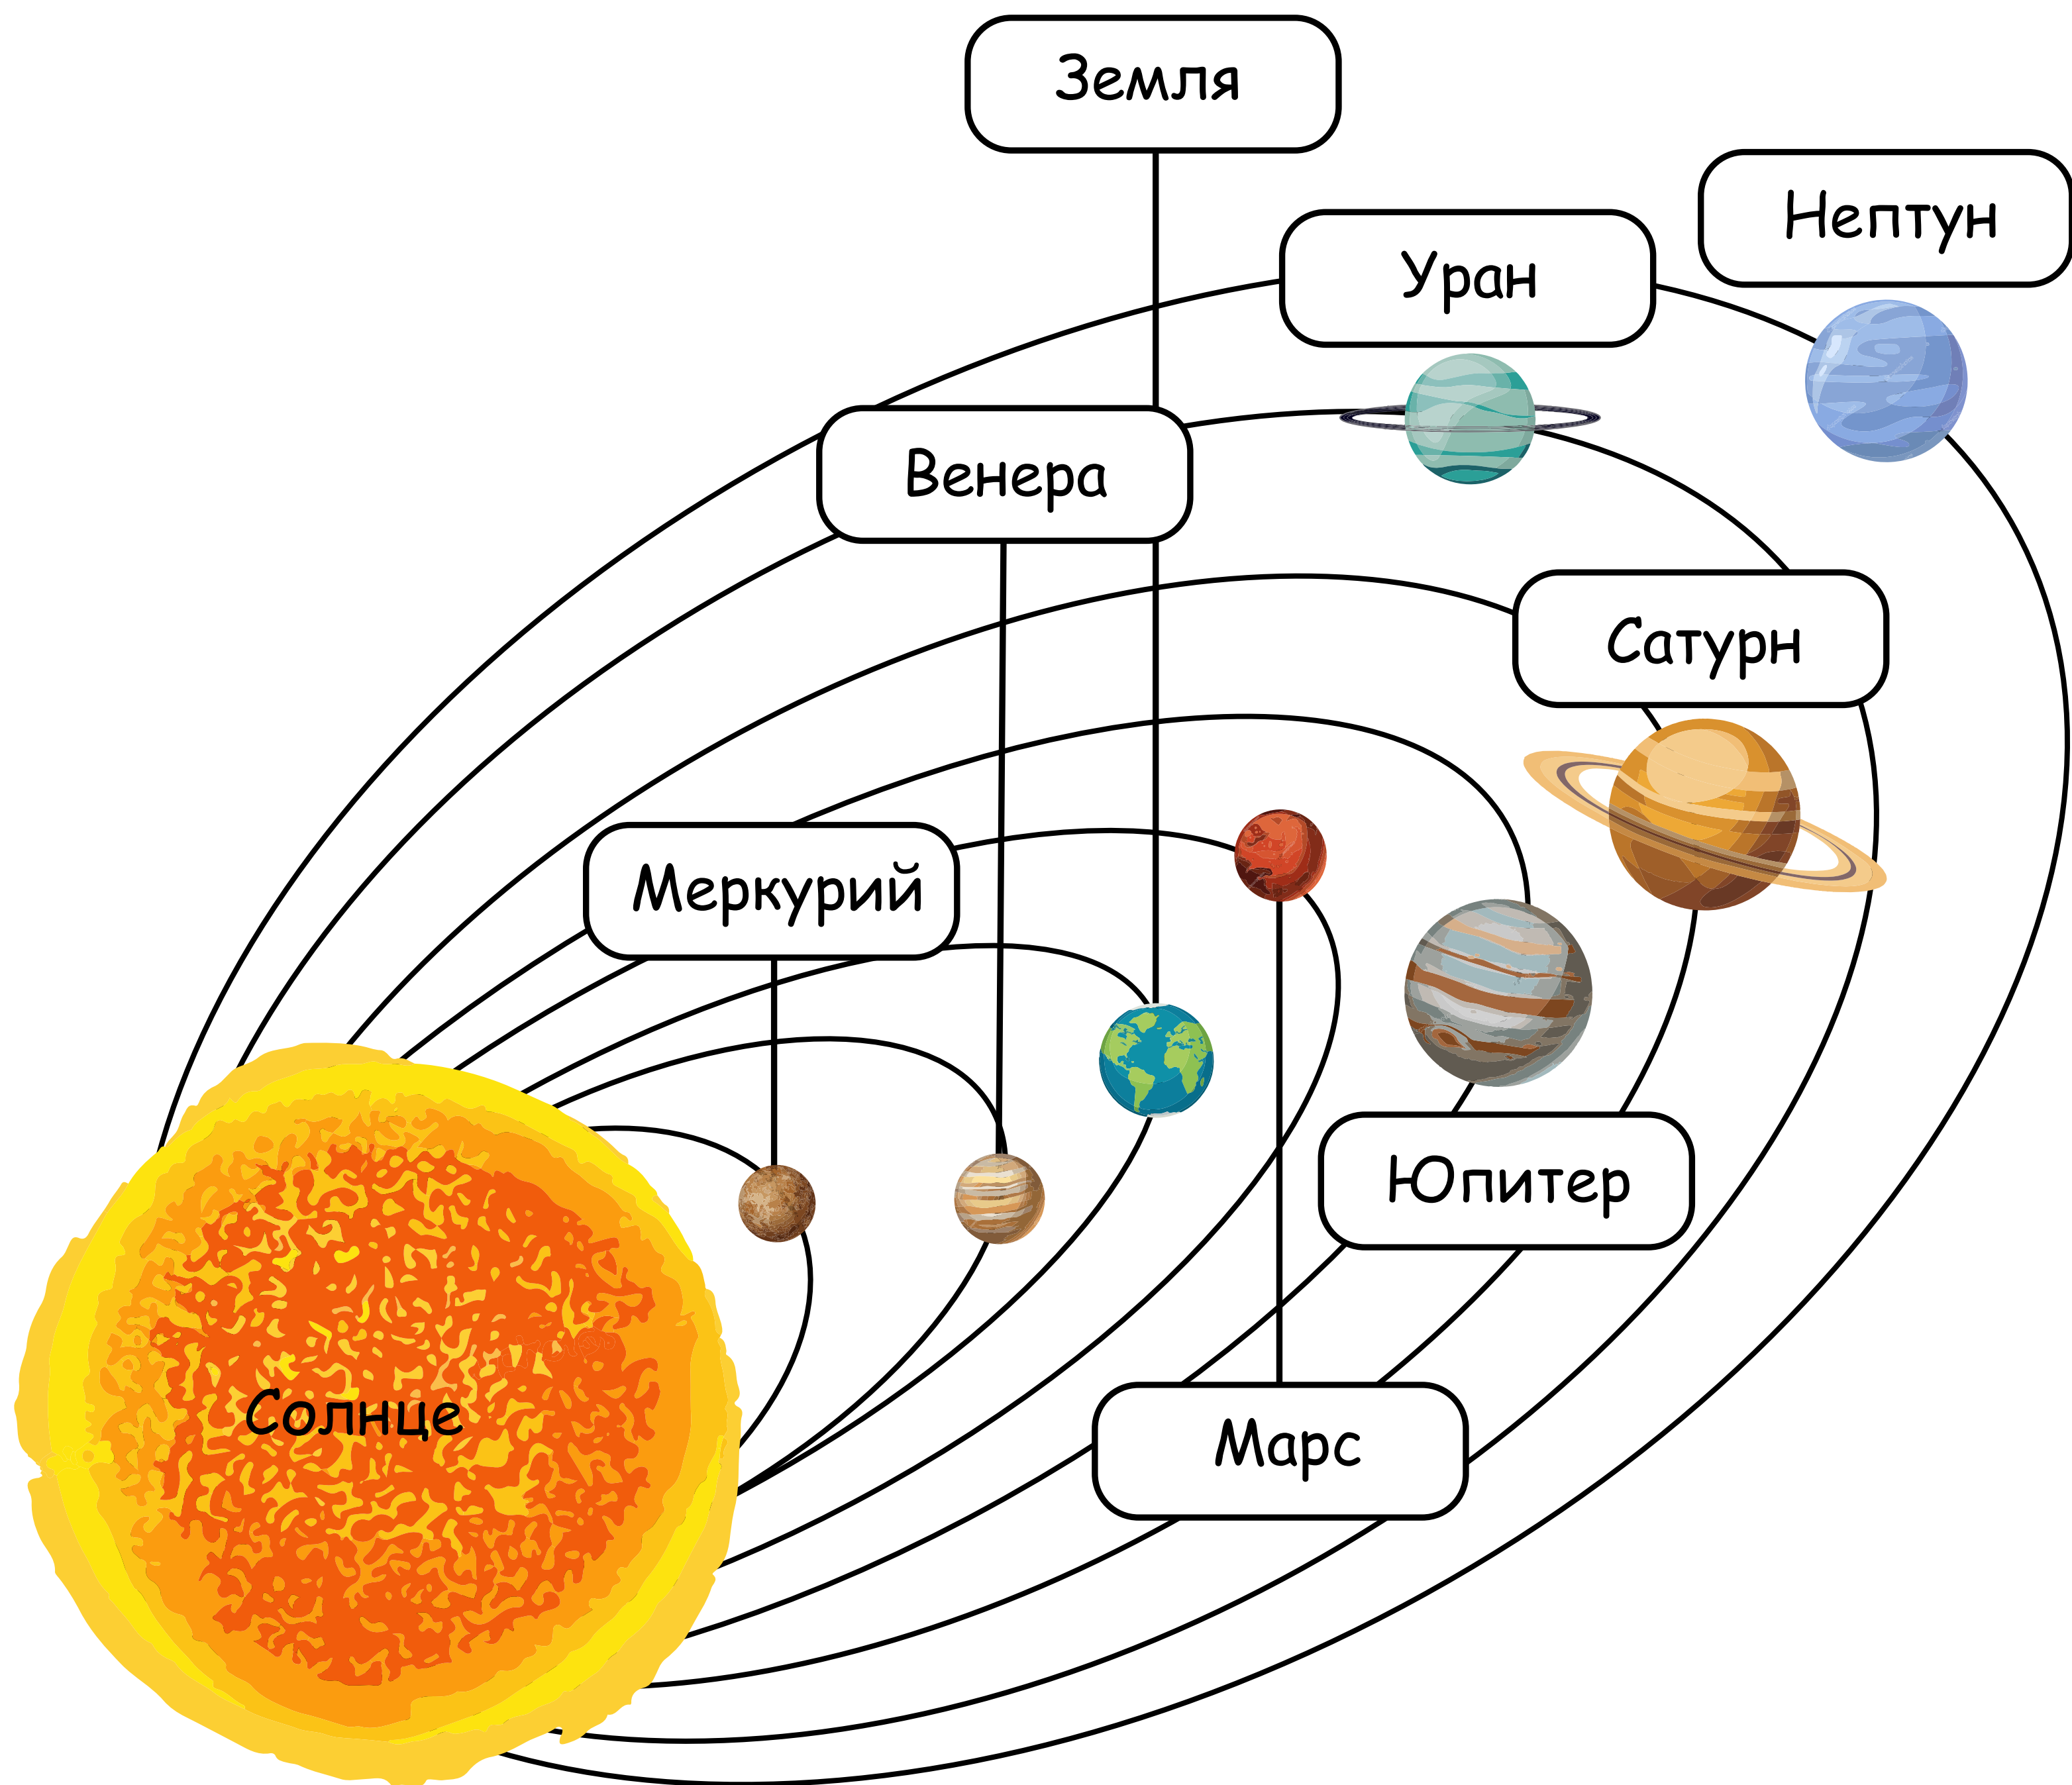 Земля
Нептун
Уран
Венера
Сатурн
Меркурий
Юпитер
Солнце
Марс